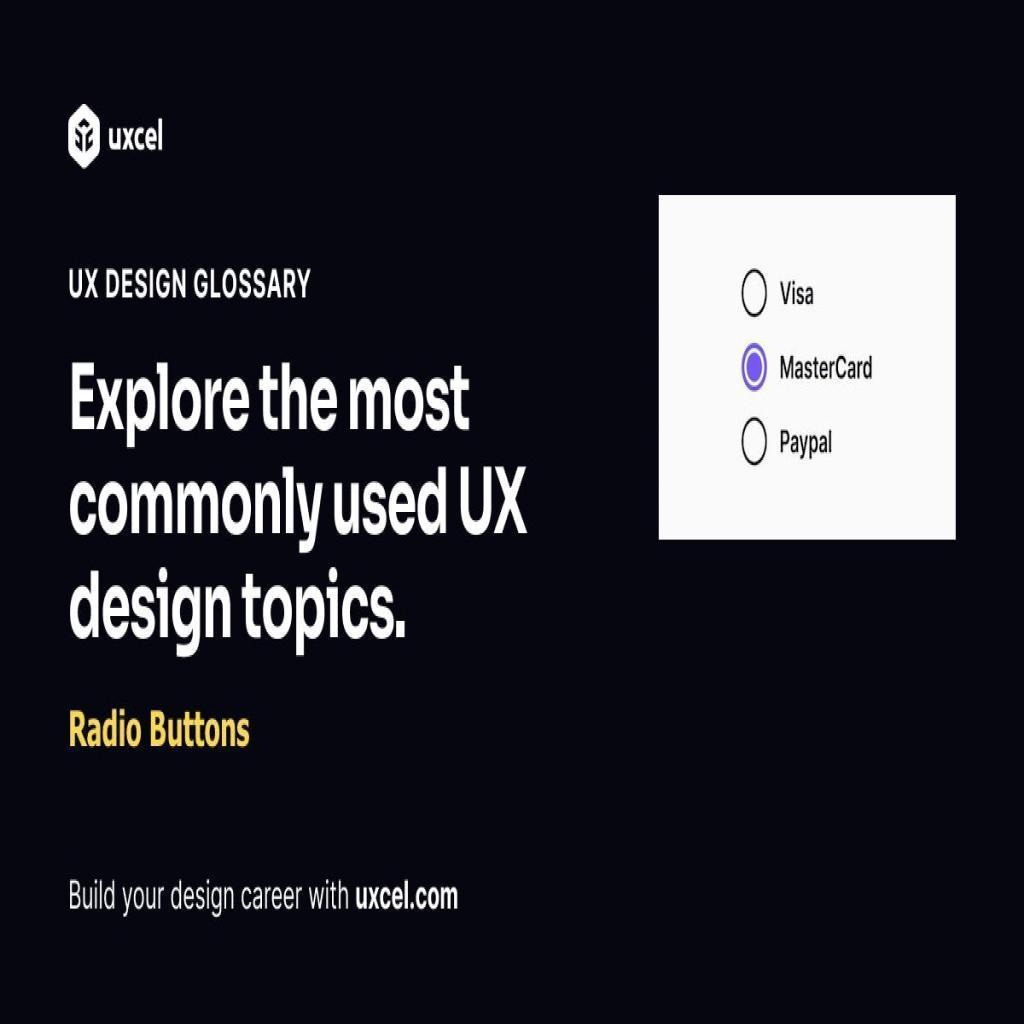 uxcel
UX DESIGN GLOSSARY
Explore the most
commonly used UX
design topics.
Radio Buttons
Build your design career with uxcel.com
Visa
MasterCard
Paypal